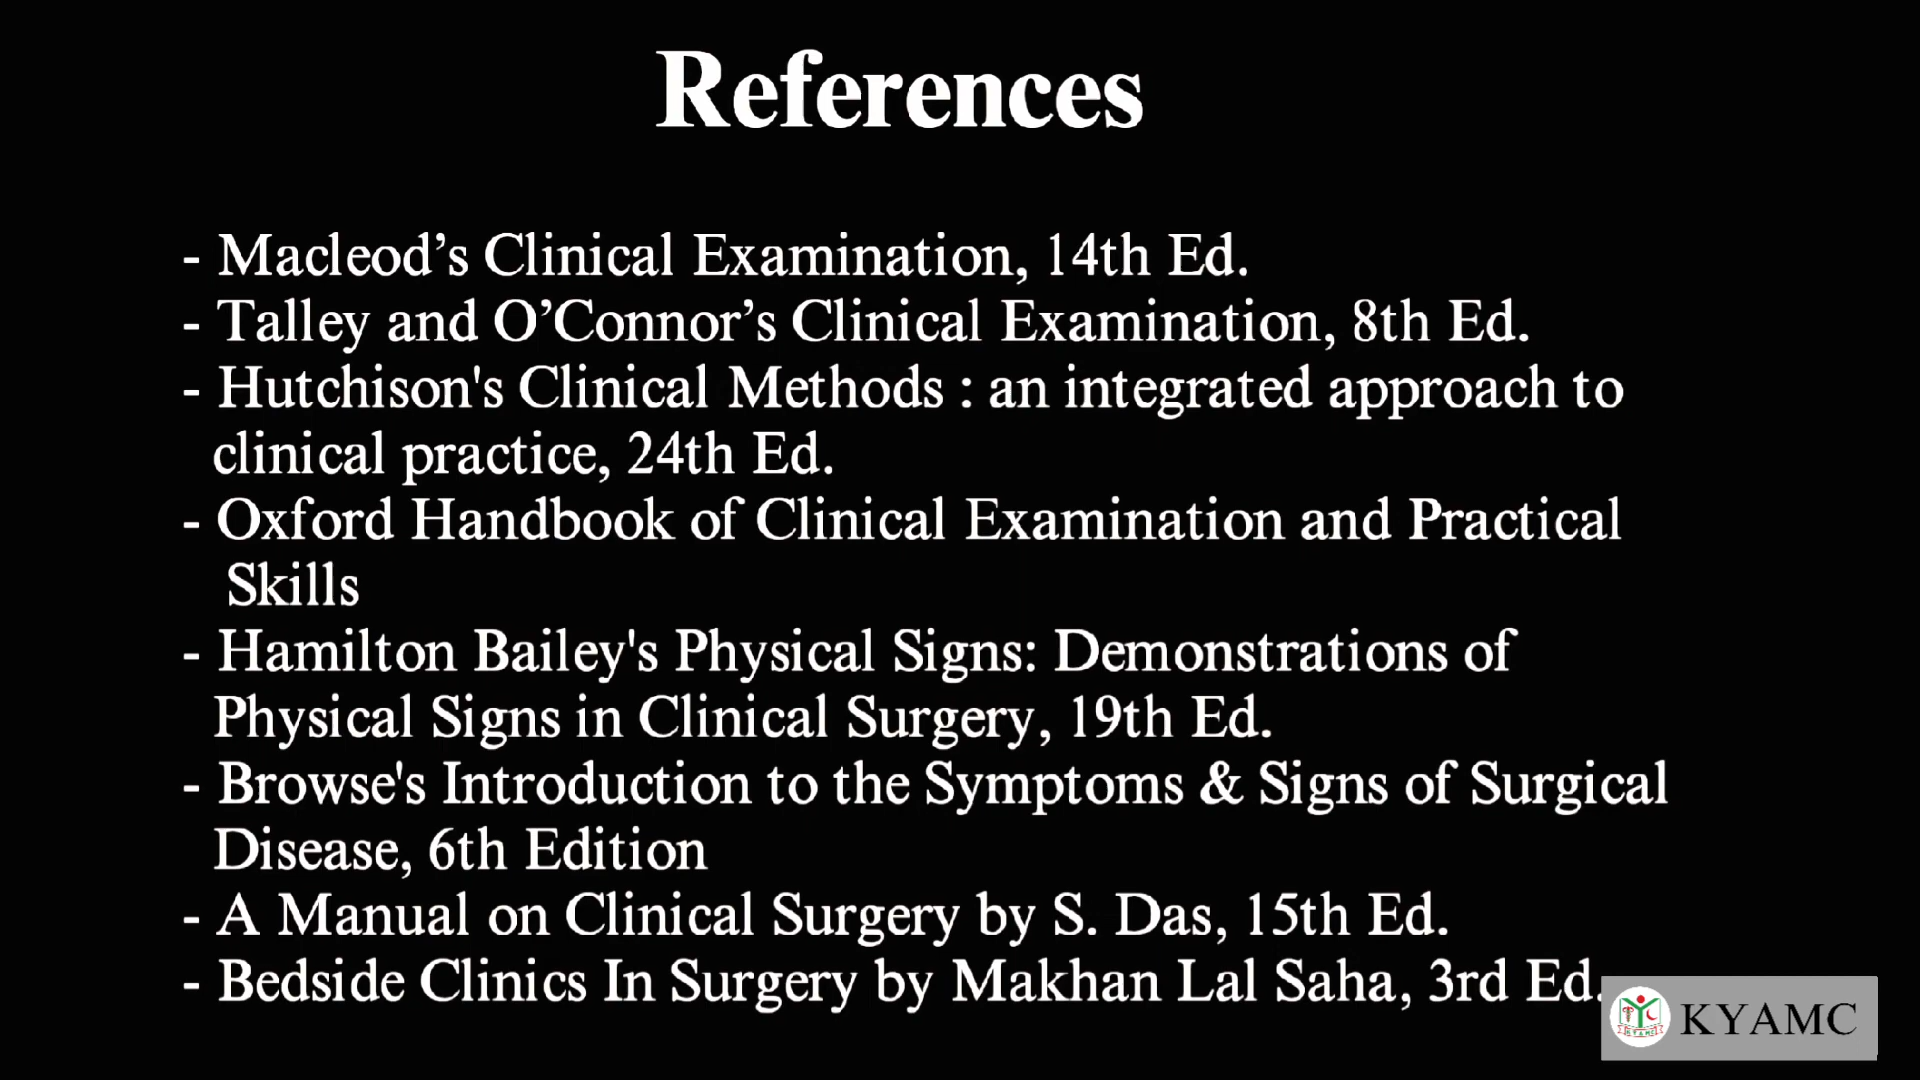 References
- Macleod’s Clinical Examination, 14th Ed.
- Talley and O’Connor’s Clinical Examination, 8th Ed.
- Hutchison's Clinical Methods : an integrated approach to
clinical practice, 24th Ed.
- Oxford Handbook of Clinical Examination and Practical
Skills
- Hamilton Bailey's Physical Signs: Demonstrations of
Physical Signs in Clinical Surgery, 19th Ed.
- Browse's Introduction to the Symptoms & Signs of Surgical
Disease, 6th Edition
- A Manual on Clinical Surgery by S. Das, 15th Ed.
- Bedside Clinics In Surgery by Makhan Lal Saha, 3rd Ed.
KYAMC